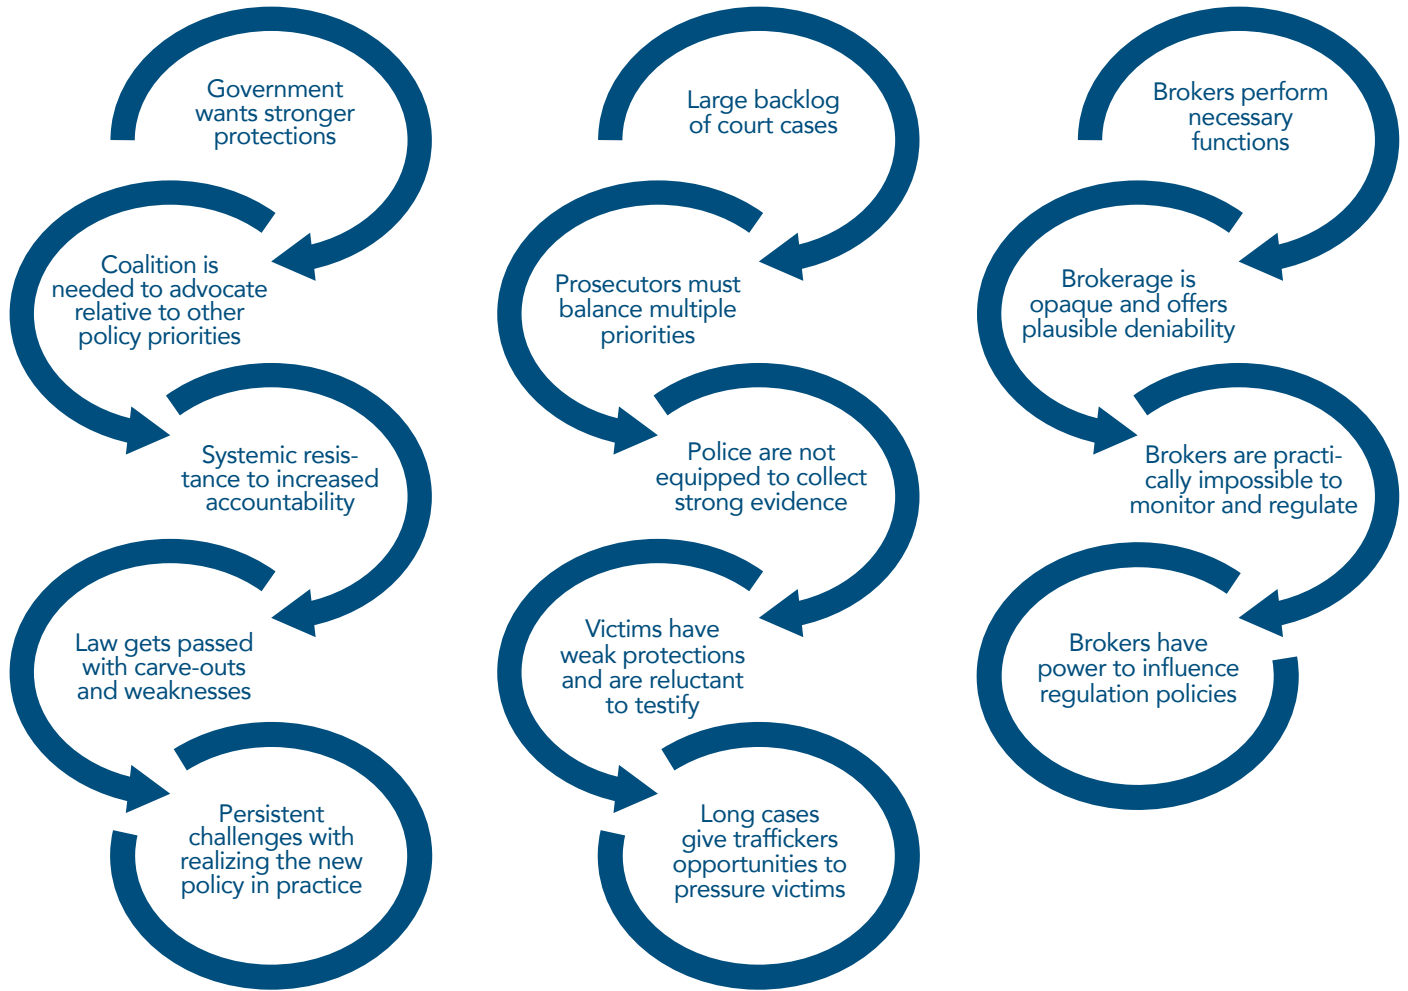 Government
wants stronger
protections
Coalition is
needed to advocate
relative to other
policy priorities
Systemic resis-
tance to increased
accountability
Law gets passed
with carve-outs
and weaknesses
Persistent
challenges with
realizing the new
policy in practice
Large backlog
of court cases
Prosecutors must
balance multiple
priorities
Police are not
equipped to collect
strong evidence
Victims have
weak protections
and are reluctant
to testify
Long cases
give traffickers
opportunities to
pressure victims
Brokers perform
necessary
functions
Brokerage is
opaque and offers
plausible deniability
Brokers are practi-
cally impossible to
monitor and regulate
Brokers have
power to influence
regulation policies